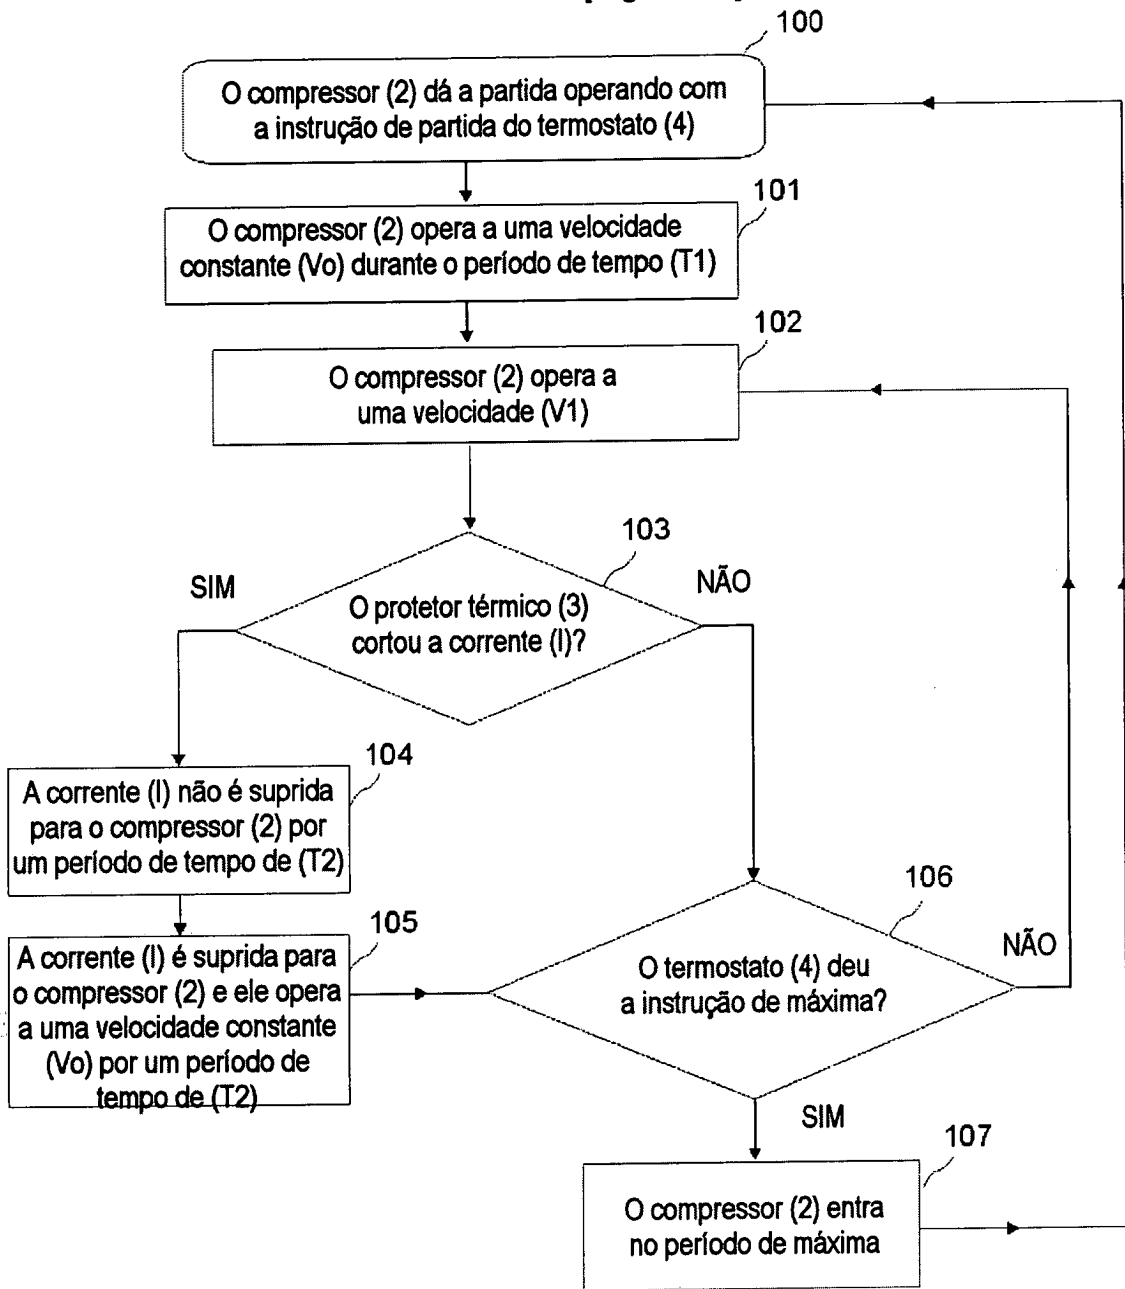 100
O compressor (2) dá a partida operando com
a instrução de partida do termostato (4)
101
O compressor (2) opera a uma velocidade
constante (Vo) durante o período de tempo (T1)
102
O compressor (2) opera a
uma velocidade (V1)
103
SIM
NÃO
O protetor térmico (3)
cortou a corrente (I)?
104
A corrente (I) não é suprida
para o compressor (2) por
um período de tempo de (T2)
105
A corrente (I) é suprida para
o compressor (2) e ele opera
a uma velocidade constante
(Vo) por um período de
tempo de (T2)
106
NÃO
O termostato (4) deu
a instrução de máxima?
SIM
107
O compressor (2) entra
no período de máxima